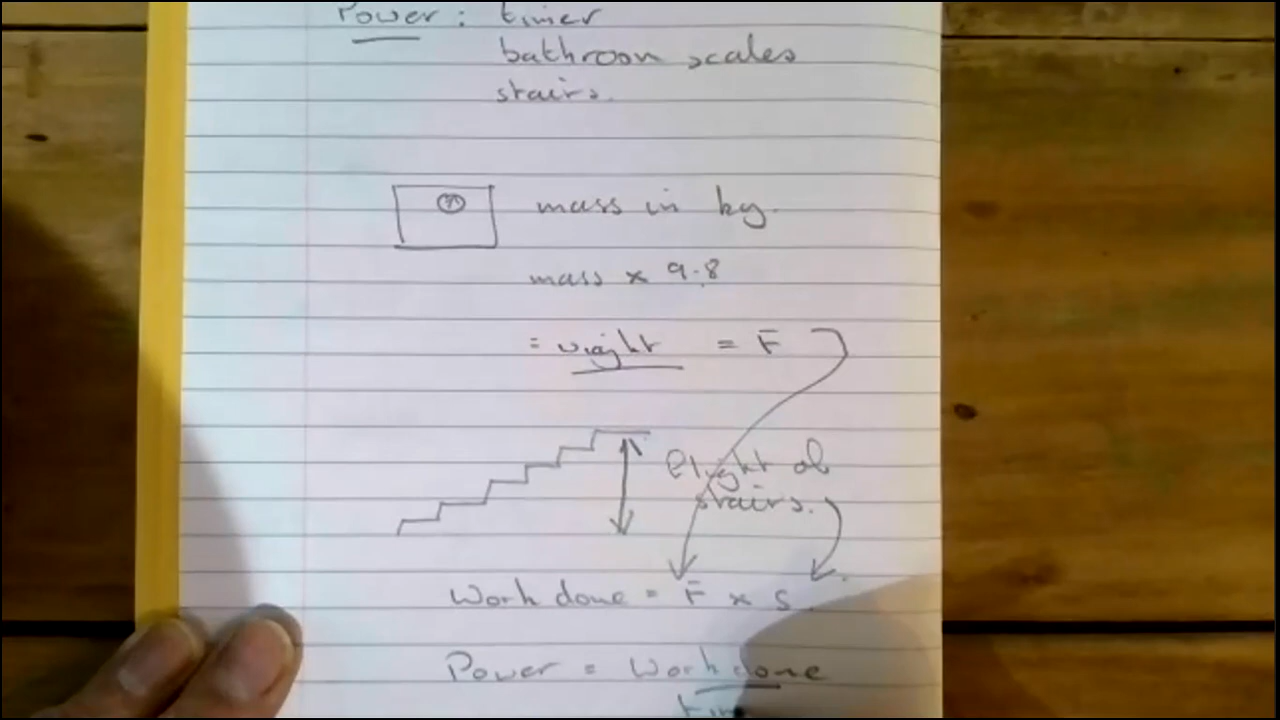 Power : timer
bathroom scales
stairs.
mass in kg.
mass x 9.8
= weight = F
flight of
stairs.
Work done = F x s.
Power = Work done